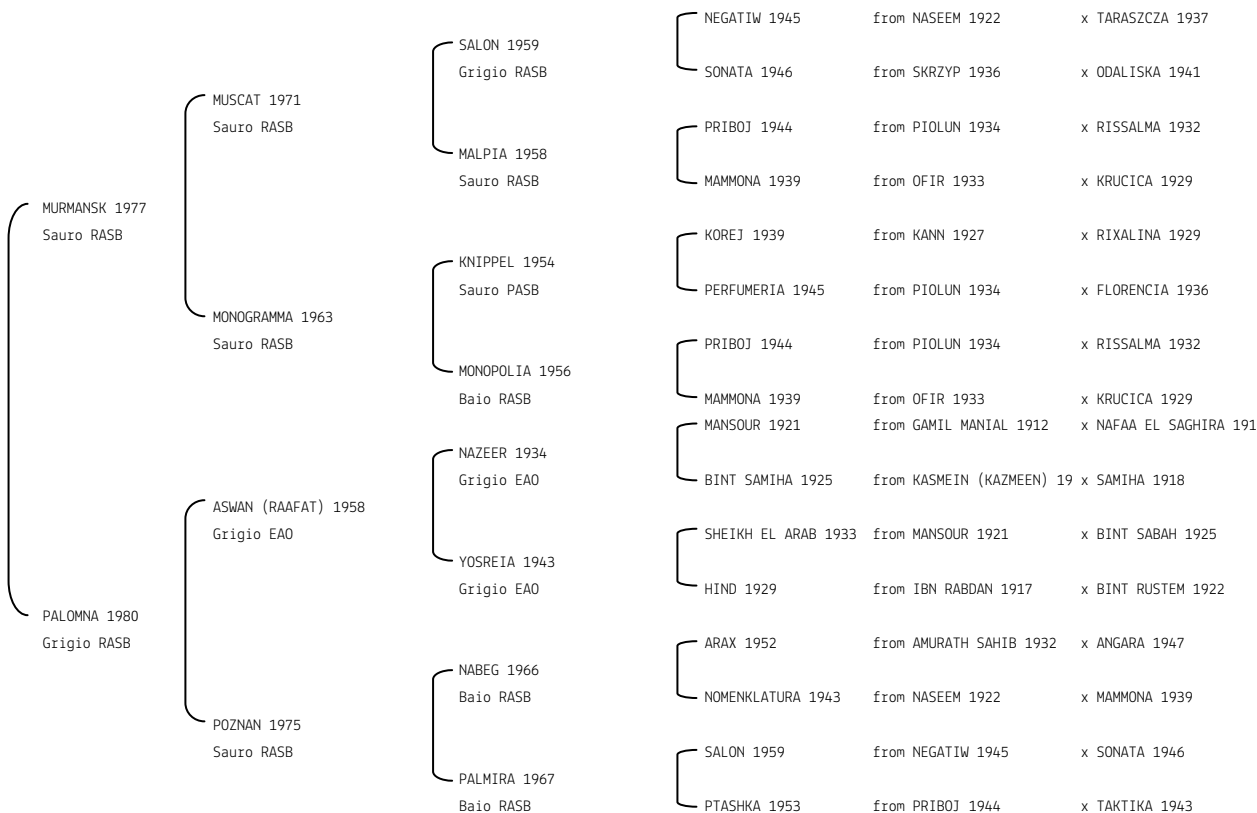 NEGATIW 1945 from NASEEM 1922 x TARASZCZA 1937
SALON 1959
Grigio RASB
SONATA 1946 from SKRZYP 1936 x ODALISKA 1941
MUSCAT 1971
Sauro RASB
PRIBOJ 1944 from PIOLUN 1934 x RISSALMA 1932
MALPIA 1958
Sauro RASB
MAMMONA 1939 from OFIR 1933 x KRUCICA 1929
MURMANSK 1977
Sauro RASB
KOREJ 1939 from KANN 1927 x RIXALINA 1929
KNIPPEL 1954
Sauro PASB
PERFUMERIA 1945 from PIOLUN 1934 x FLORENCIA 1936
MONOGRAMMA 1963
Sauro RASB
PRIBOJ 1944 from PIOLUN 1934 x RISSALMA 1932
MONOPOLIA 1956
Baio RASB
MAMMONA 1939 from OFIR 1933 x KRUCICA 1929
MANSOUR 1921 from GAMIL MANIAL 1912 x NAFAA EL SAGHIRA 191
NAZEER 1934
Grigio EAO
BINT SAMIHA 1925 from KASMEIN (KAZMEEN) 19 x SAMIHA 1918
ASWAN (RAAFAT) 1958
Grigio EAO
SHEIKH EL ARAB 1933 from MANSOUR 1921 x BINT SABAH 1925
YOSREIA 1943
Grigio EAO
HIND 1929 from IBN RABDAN 1917 x BINT RUSTEM 1922
PALOMNA 1980
Grigio RASB
ARAX 1952 from AMURATH SAHIB 1932 x ANGARA 1947
NABEG 1966
Baio RASB
NOMENKLATURA 1943 from NASEEM 1922 x MAMMONA 1939
POZNAN 1975
Sauro RASB
SALON 1959 from NEGATIW 1945 x SONATA 1946
PALMIRA 1967
Baio RASB
PTASHKA 1953 from PRIBOJ 1944 x TAKTIKA 1943